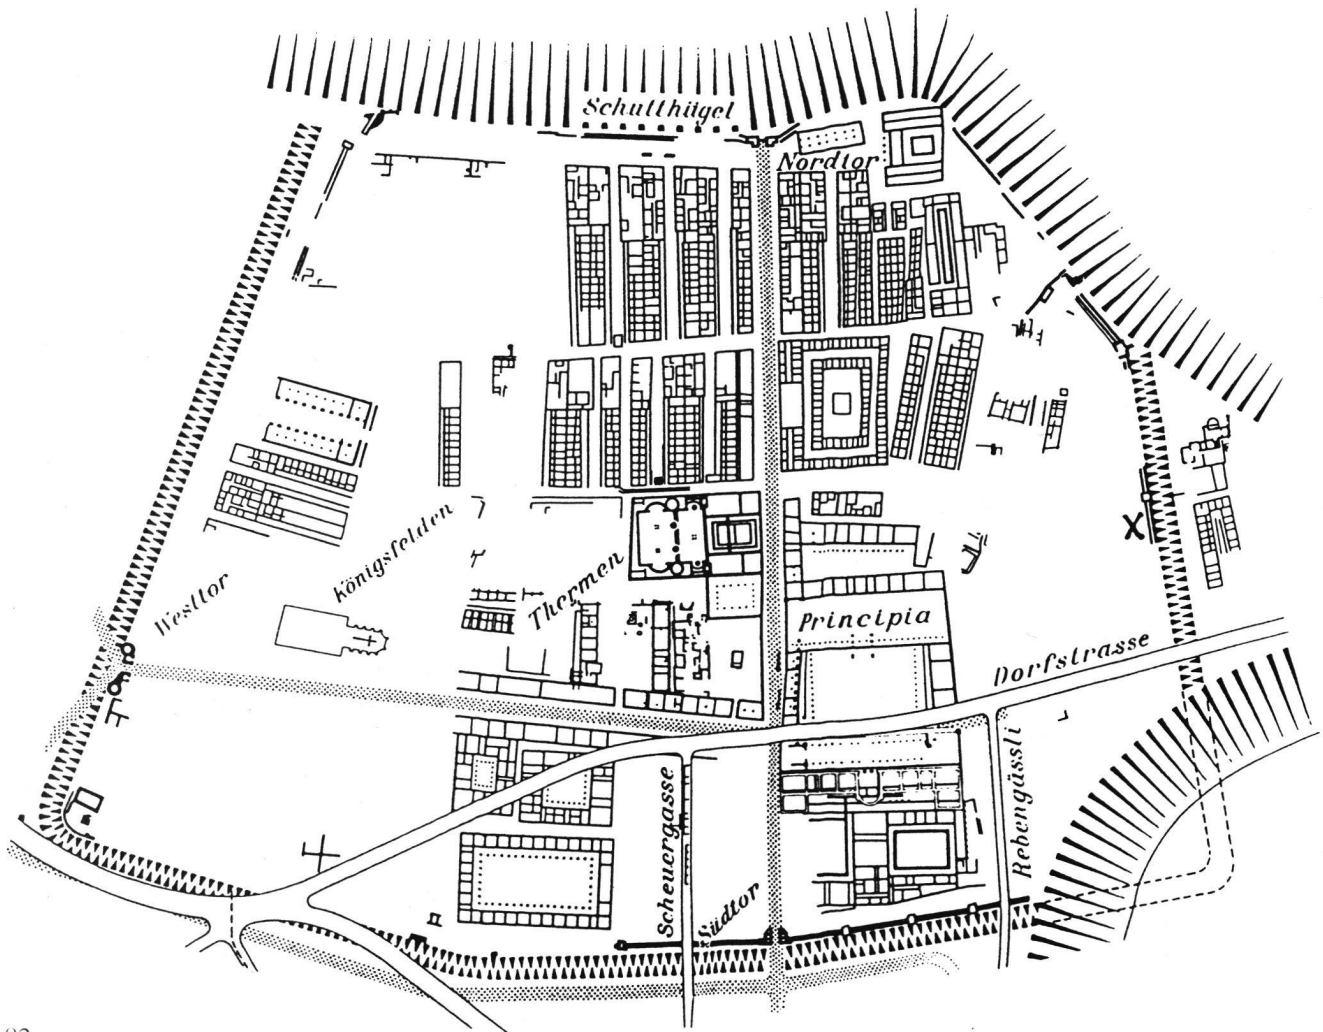 Schutthügel
Nordtor
Königsfelden
Westtor
Thermen
Principia
Dorfstrasse
Scheuergasse
Südtor
Rebengässli
X